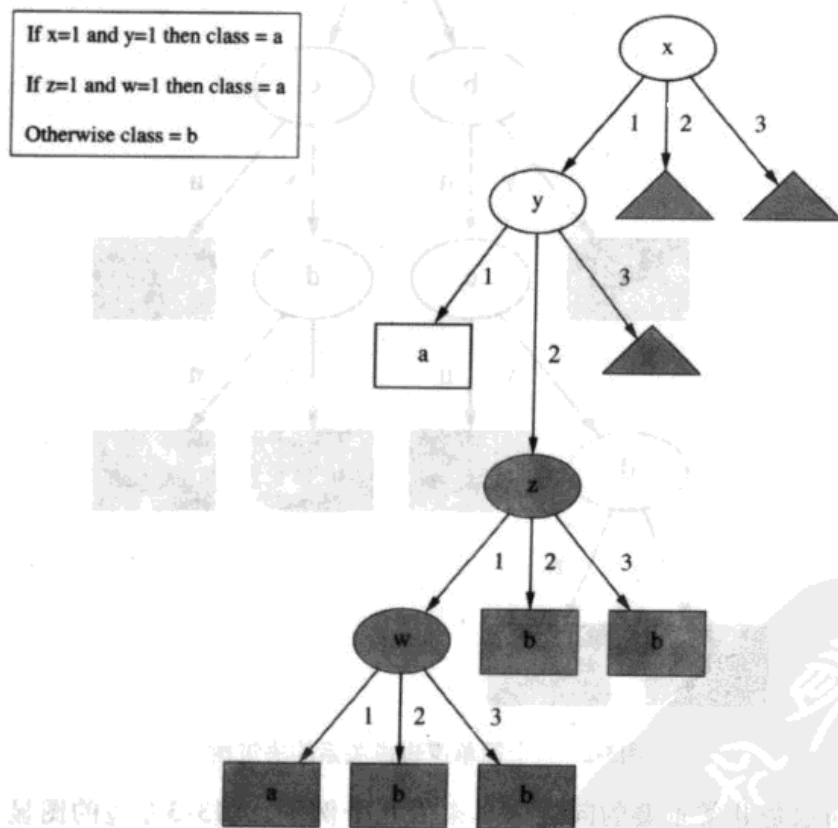 If x=1 and y=1 then class = a
If z=1 and w=1 then class = a
Otherwise class = b
x
1 2 3
y
1 2 3
a
z
1 2 3
w b b
1 2 3
a b b